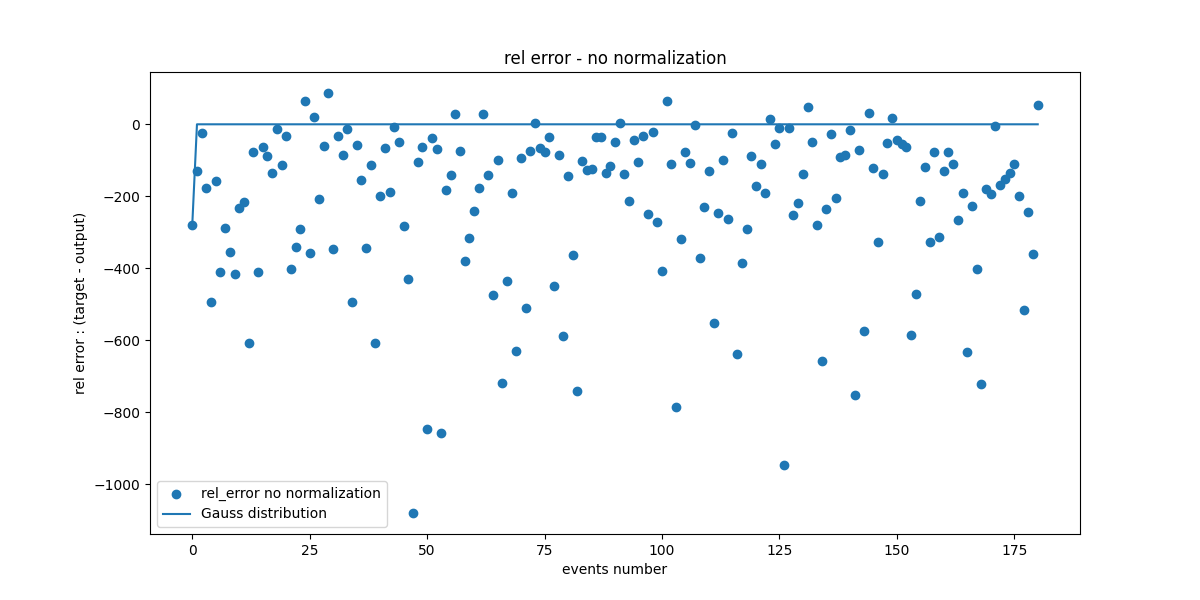 rel error - no normalization
rel error : (target - output)
0
−200
−400
−600
−800
−1000
rel_error no normalization
Gauss distribution
0
25
50
75
100
125
150
175
events number